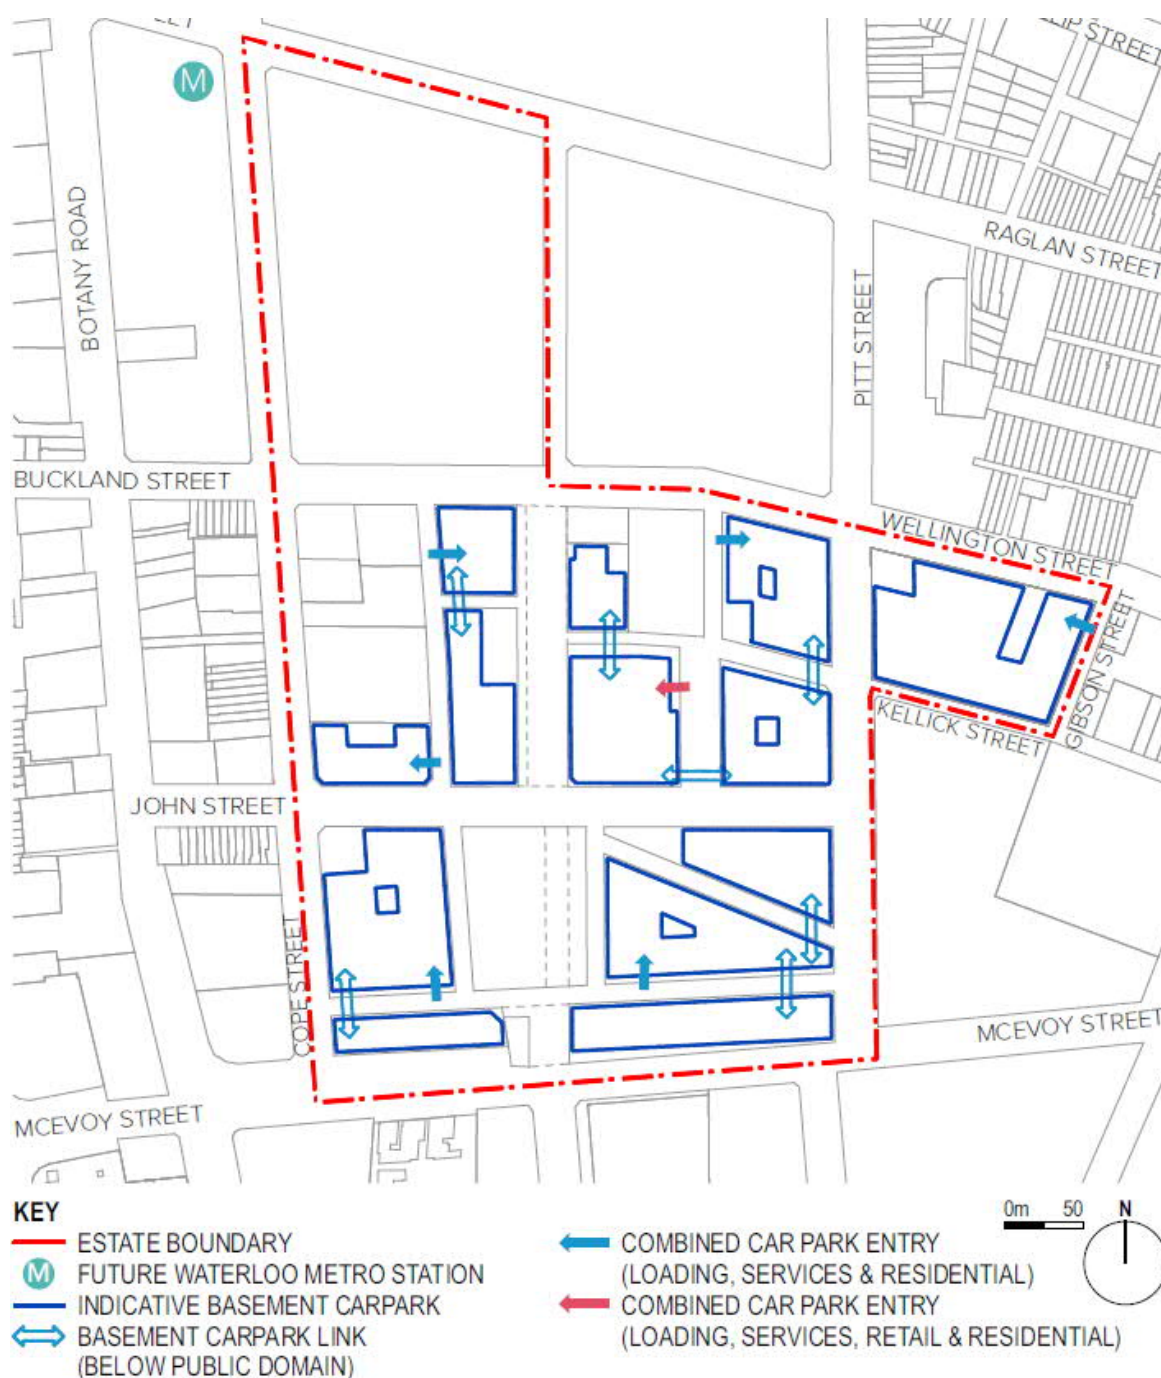 M
STREET
RAGLAN STREET
BOTANY ROAD
PITT STREET
BUCKLAND STREET
WELLINGTON STREET
GIBSON STREET
KELLICK STREET
JOHN STREET
COPE STREET
MCEVOY STREET
MCEVOY STREET
KEY
ESTATE BOUNDARY
M FUTURE WATERLOO METRO STATION
INDICATIVE BASEMENT CARPARK
BASEMENT CARPARK LINK
(BELOW PUBLIC DOMAIN)
COMBINED CAR PARK ENTRY
(LOADING, SERVICES & RESIDENTIAL)
COMBINED CAR PARK ENTRY
(LOADING, SERVICES, RETAIL & RESIDENTIAL)
0m 50 N